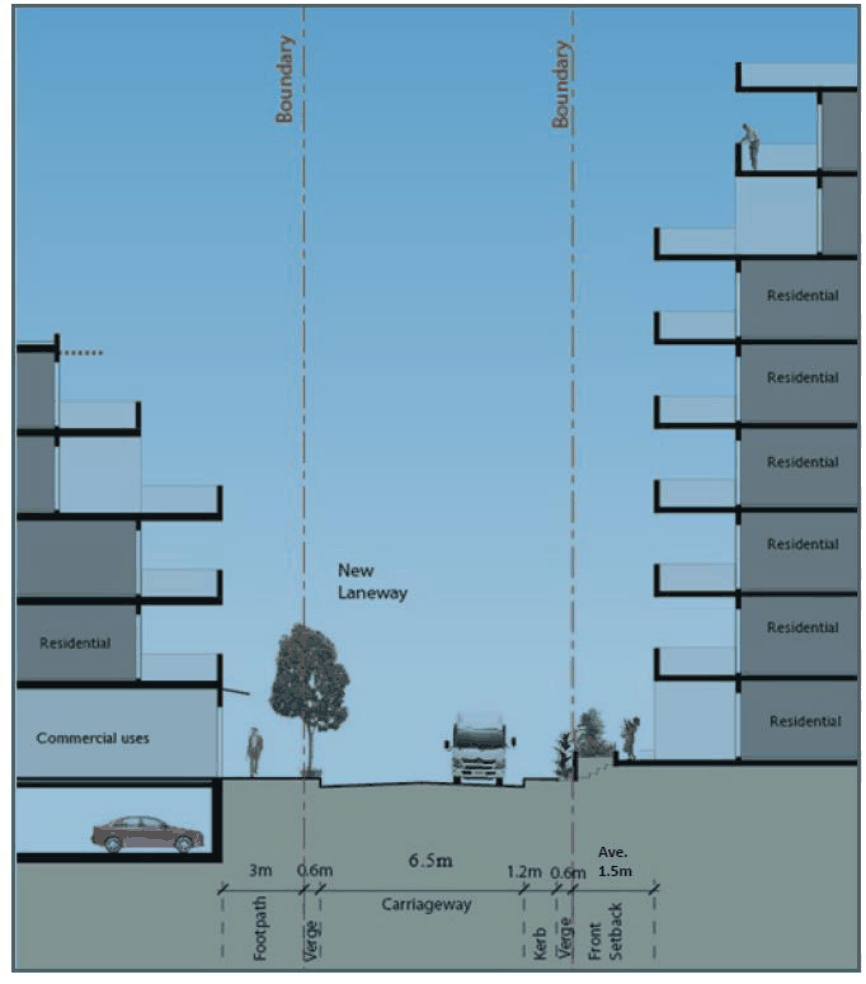 Boundary
Boundary
Residential
Residential
Residential
Residential
Residential
Residential
New
Laneway
Residential
Commercial uses
3m
0.6m
6.5m
1.2m
0.6m
Ave.
1.5m
Footpath
Verge
Carriageway
Kerb
Verge
Front
Setback